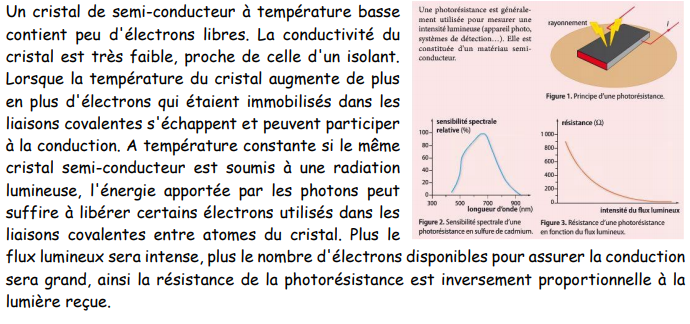 Un cristal de semi-conducteur à température basse
contient peu d'électrons libres. La conductivité du
cristal est très faible, proche de celle d'un isolant.
Lorsque la température du cristal augmente de plus
en plus d'électrons qui étaient immobilisés dans les
liaisons covalentes s'échappent et peuvent participer
à la conduction. A température constante si le même
cristal semi-conducteur est soumis à une radiation
lumineuse, l'énergie apportée par les photons peut
suffire à libérer certains électrons utilisés dans les
liaisons covalentes entre atomes du cristal. Plus le
flux lumineux sera intense, plus le nombre d'électrons disponibles pour assurer la conduction
sera grand, ainsi la résistance de la photorésistance est inversement proportionnelle à la
lumière reçue.
Une photorésistance est générale-
ment utilisée pour mesurer une
intensité lumineuse (appareil photo,
systèmes de détection...). Elle est
constituée d'un matériau semi-
conducteur.
rayonnement
I
Figure 1. Principe d'une photorésistance.
sensibilité spectrale
relative (%)
100
80
60
40
20
0
300 500 700 900
longueur d'onde (nm)
Figure 2. Sensibilité spectrale d'une
photorésistance en sulfure de cadmium.
résistance (Ω)
1 000
800
600
400
200
0
intensité du flux lumineux
Figure 3. Résistance d'une photorésistance
en fonction du flux lumineux.